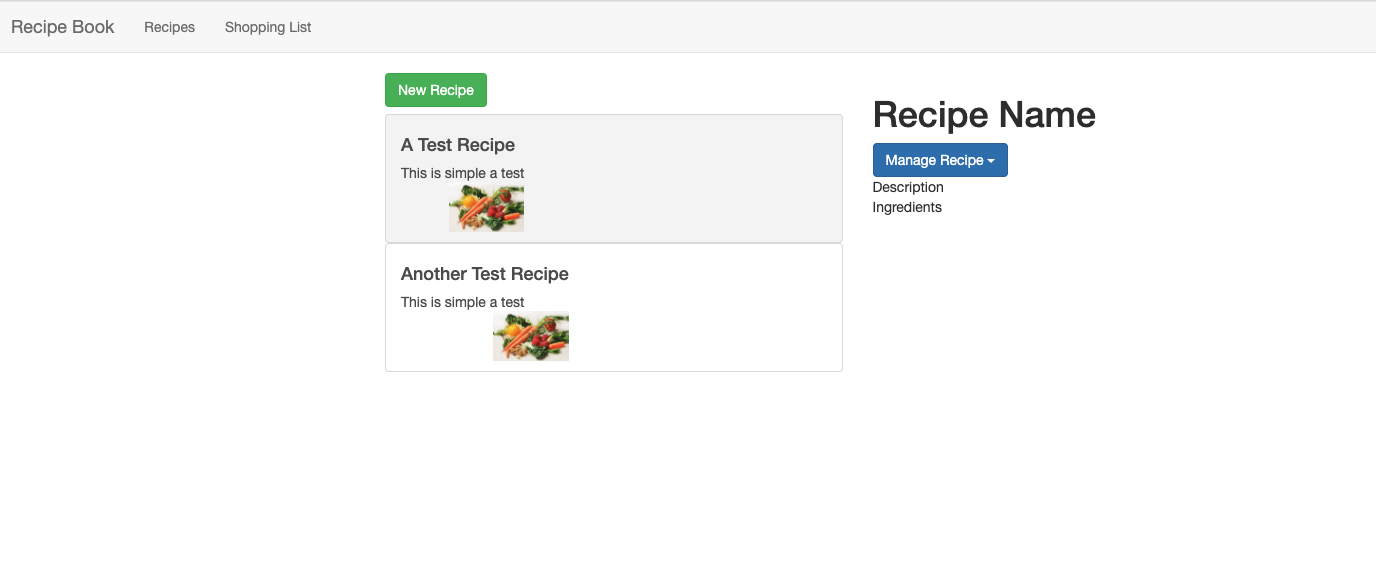 Recipe Book Recipes Shopping List
New Recipe
A Test Recipe
This is simple a test
Another Test Recipe
This is simple a test
Recipe Name
Manage Recipe
Description
Ingredients